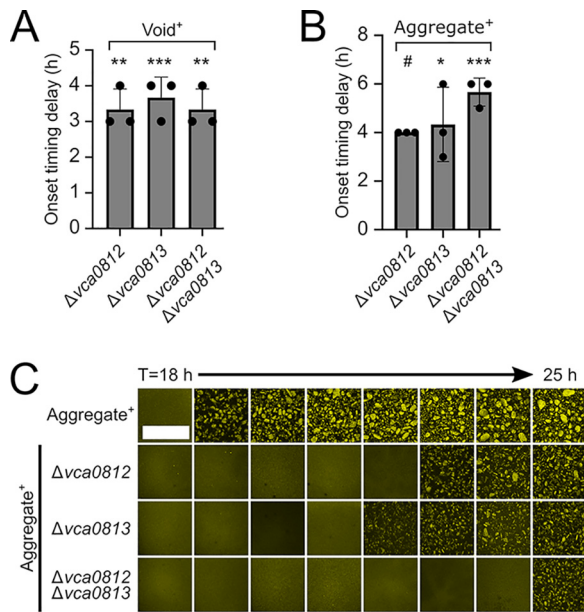 A
Void⁺
** *** **
Onset timing delay (h)
5
4
3
2
1
0
Δvca0812
Δvca0813
Δvca0812
Δvca0813
B
Aggregate⁺
# * ***
Onset timing delay (h)
8
6
4
2
0
Δvca0812
Δvca0813
Δvca0812
Δvca0813
C
T=18 h 25 h
Aggregate⁺
Aggregate⁺
Δvca0812
Δvca0813
Δvca0812
Δvca0813